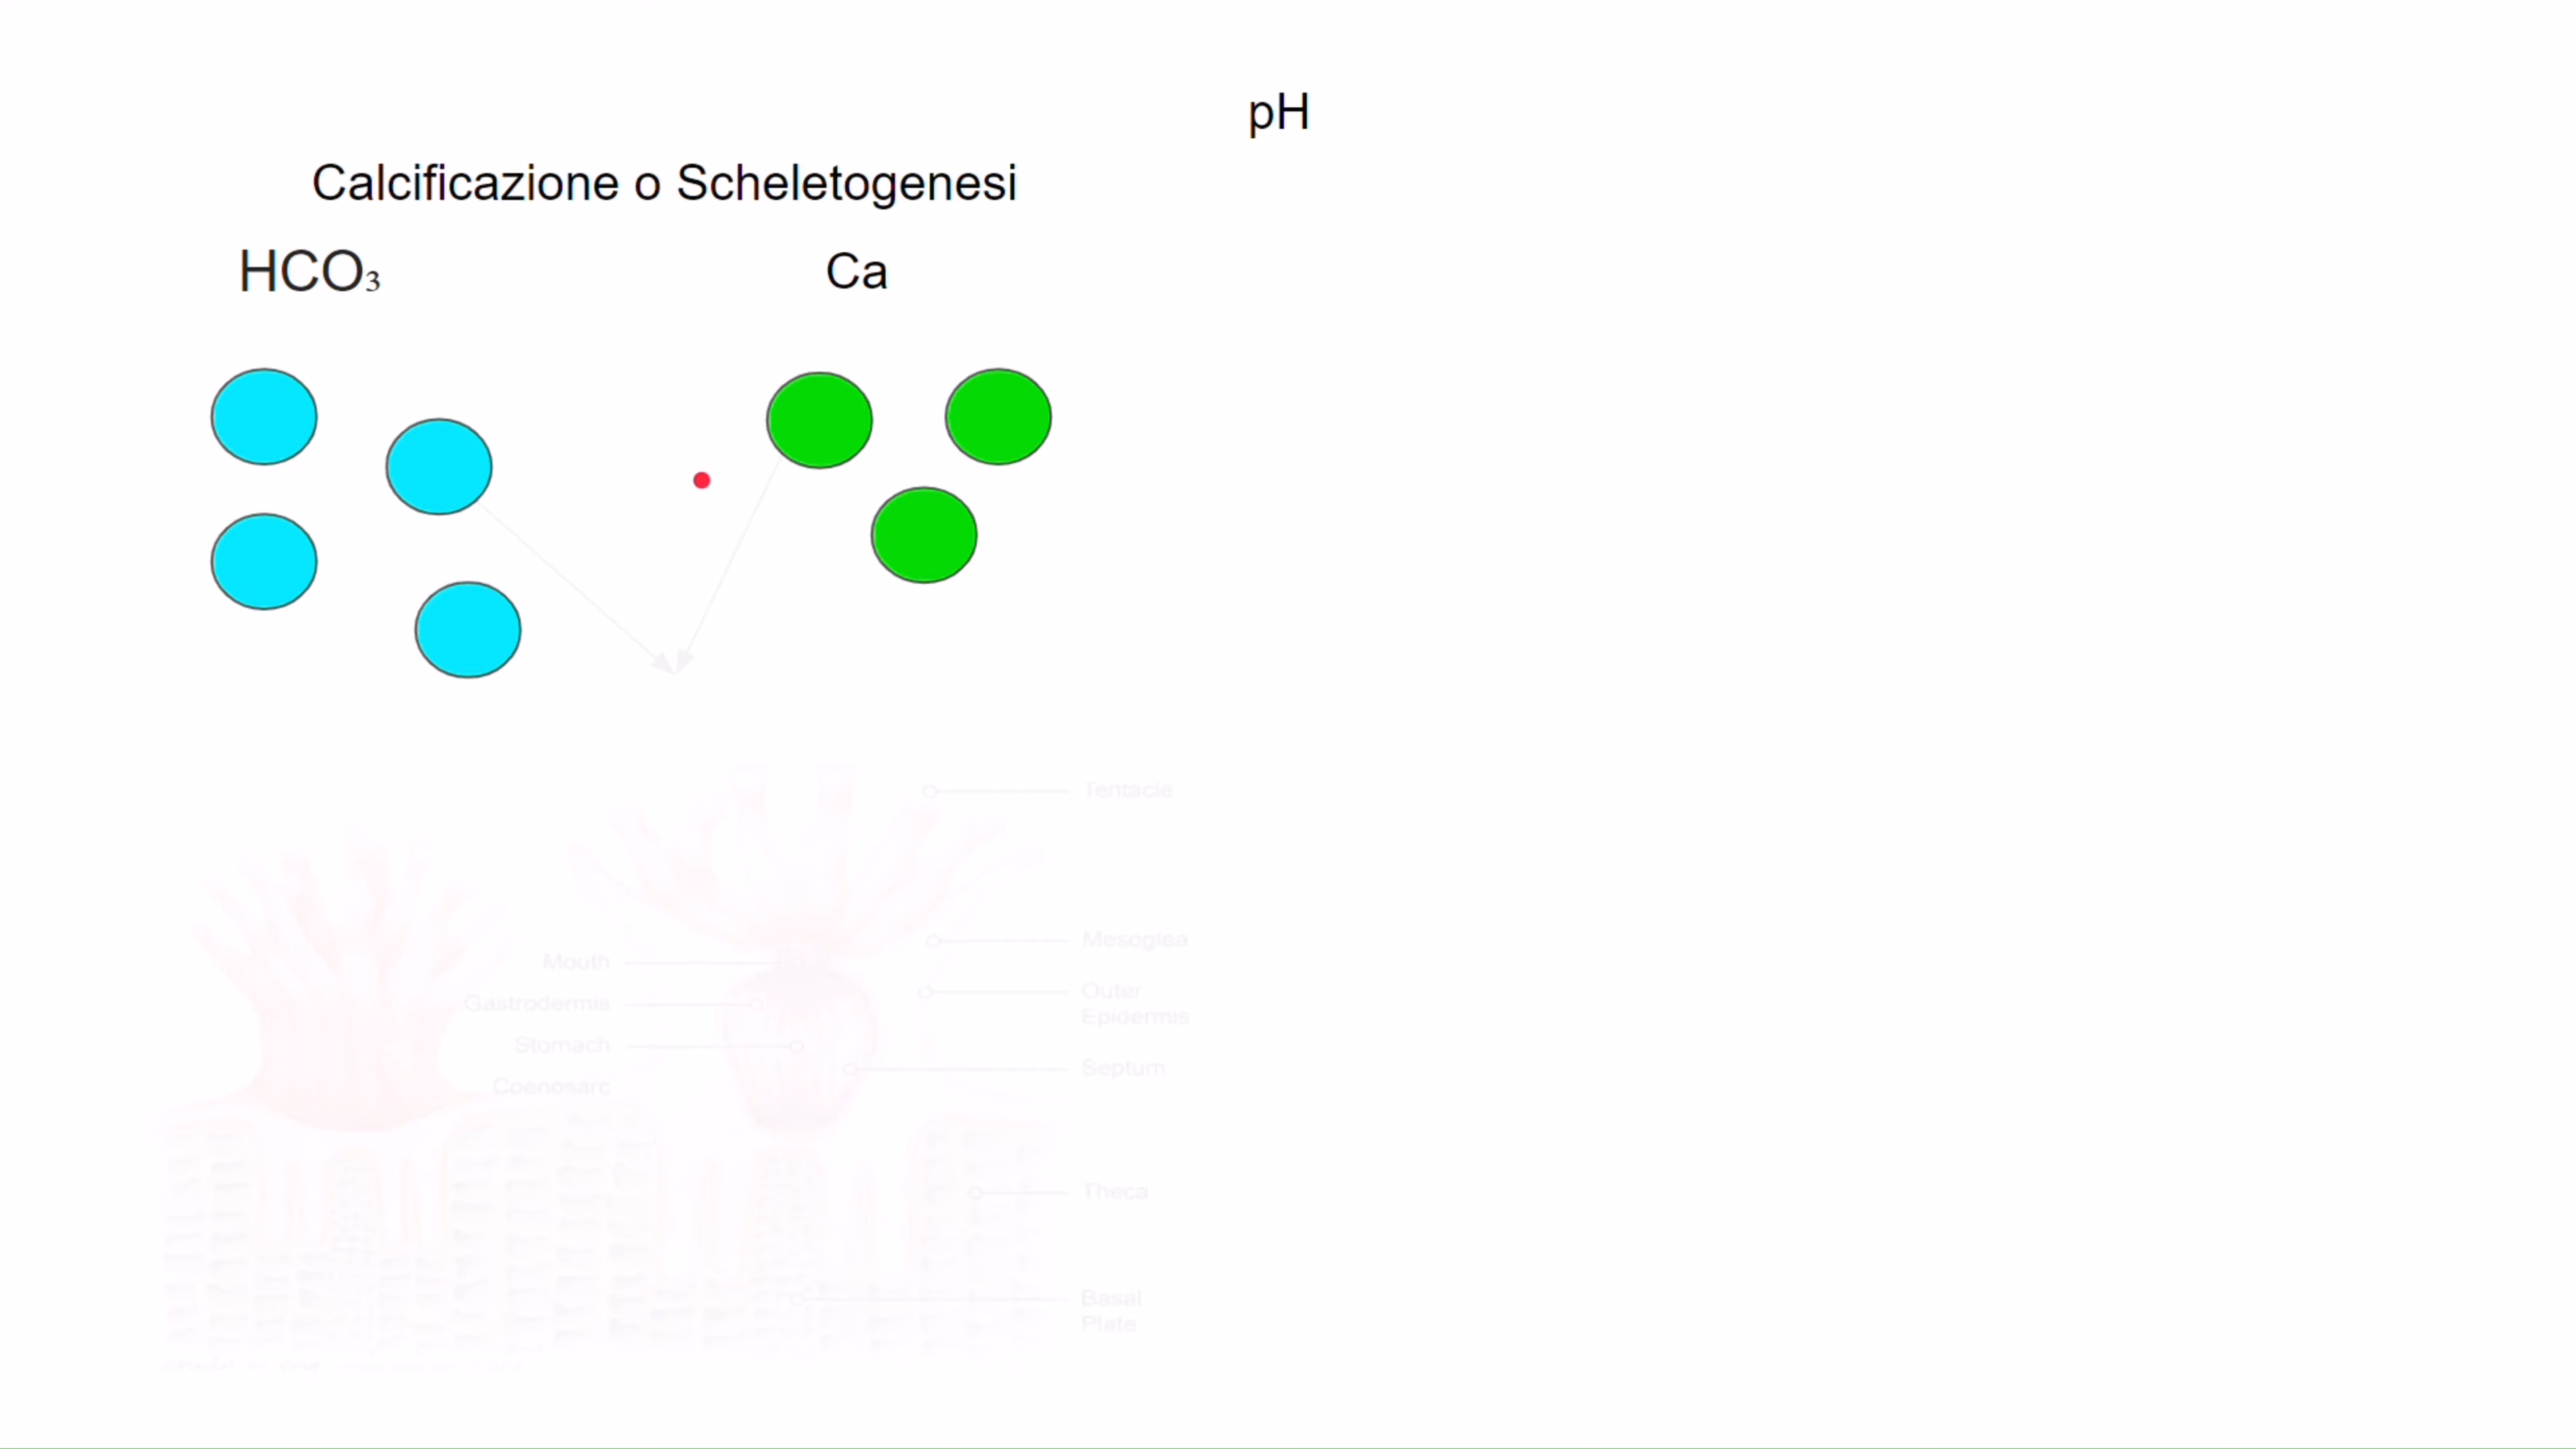 pH
Calcificazione o Scheletogenesi
HCO₃
Ca
Tentacle
Mesoglea
Mouth
Outer
Epidermis
Gastrodermis
Stomach
Septum
Coenosarc
Theca
Basal
Plate